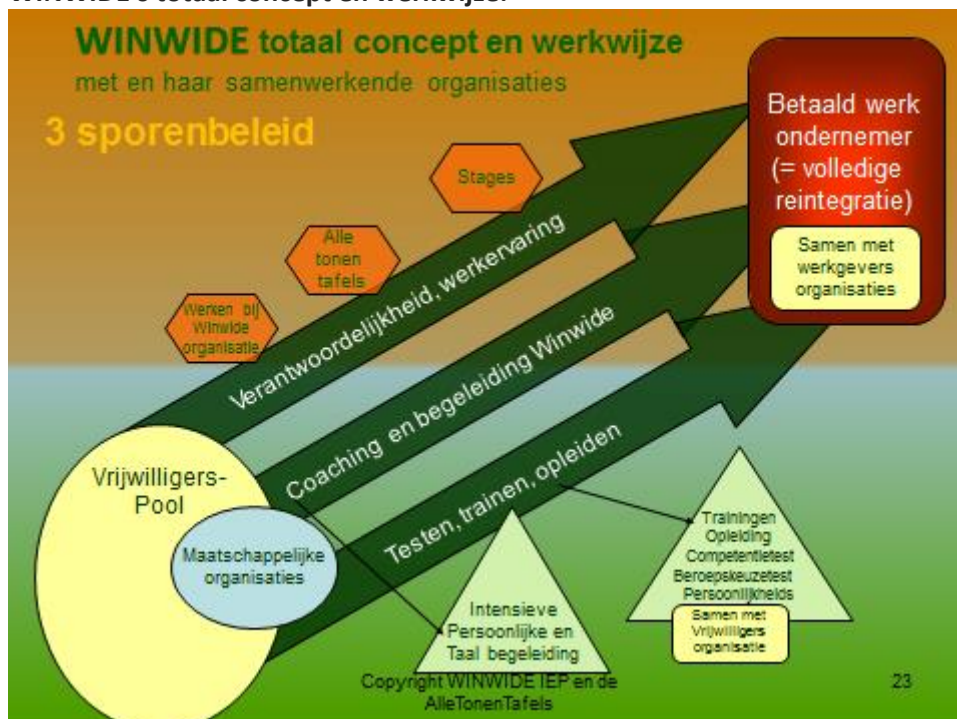 WINWIDE totaal concept en werkwijze
met en haar samenwerkende organisaties
3 sporenbeleid
Betaald werk
ondernemer
(= volledige
reintegratie)
Samen met
werkgevers
organisaties
Stages
Alle
tonen
tafels
Werken bij
Winwide
organisatie
Verantwoordelijkheid, werkervaring
Coaching en begeleiding Winwide
Testen, trainen, opleiden
Vrijwilligers-
Pool
Maatschappelijke
organisaties
Intensieve
Persoonlijke en
Taal begeleiding
Trainingen
Opleiding
Competentietest
Beroepskeuzetest
Persoonlijkheids
Samen met
Vrijwilligers
organisatie
Copyright WINWIDE IEP en de
AlleTonenTafels
23